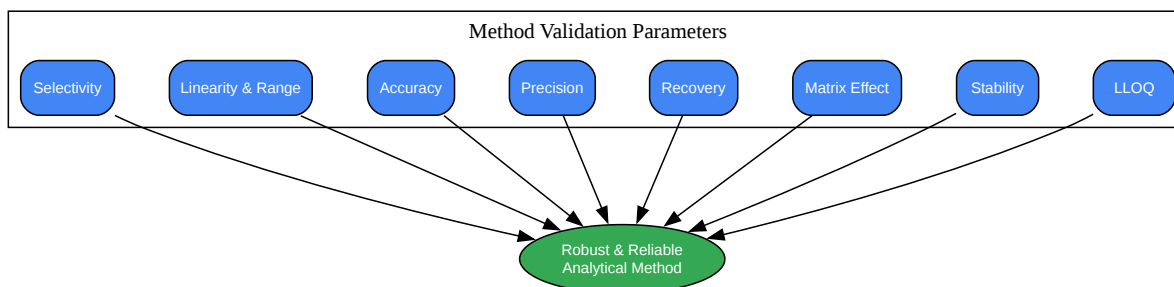 Method Validation Parameters
Selectivity
Linearity & Range
Accuracy
Precision
Recovery
Matrix Effect
Stability
LLOQ
Robust & Reliable
Analytical Method